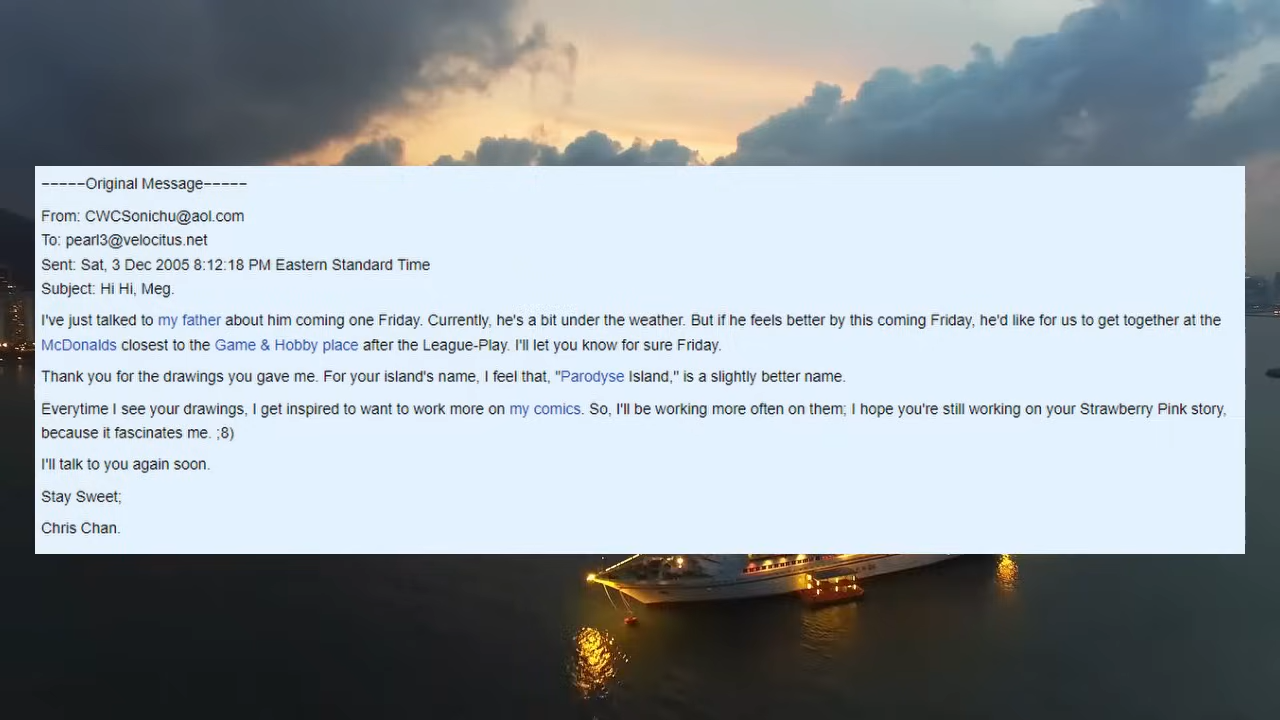 -----Original Message-----
From: CWCSonichu@aol.com
To: pearl3@velocitus.net
Sent: Sat, 3 Dec 2005 8:12:18 PM Eastern Standard Time
Subject: Hi Hi, Meg.
I've just talked to my father about him coming one Friday. Currently, he's a bit under the weather. But if he feels better by this coming Friday, he'd like for us to get together at the
McDonalds closest to the Game & Hobby place after the League-Play. I'll let you know for sure Friday.
Thank you for the drawings you gave me. For your island's name, I feel that, "Parodyse Island," is a slightly better name.
Everytime I see your drawings, I get inspired to want to work more on my comics. So, I'll be working more often on them; I hope you're still working on your Strawberry Pink story,
because it fascinates me. ;8)
I'll talk to you again soon.
Stay Sweet;
Chris Chan.